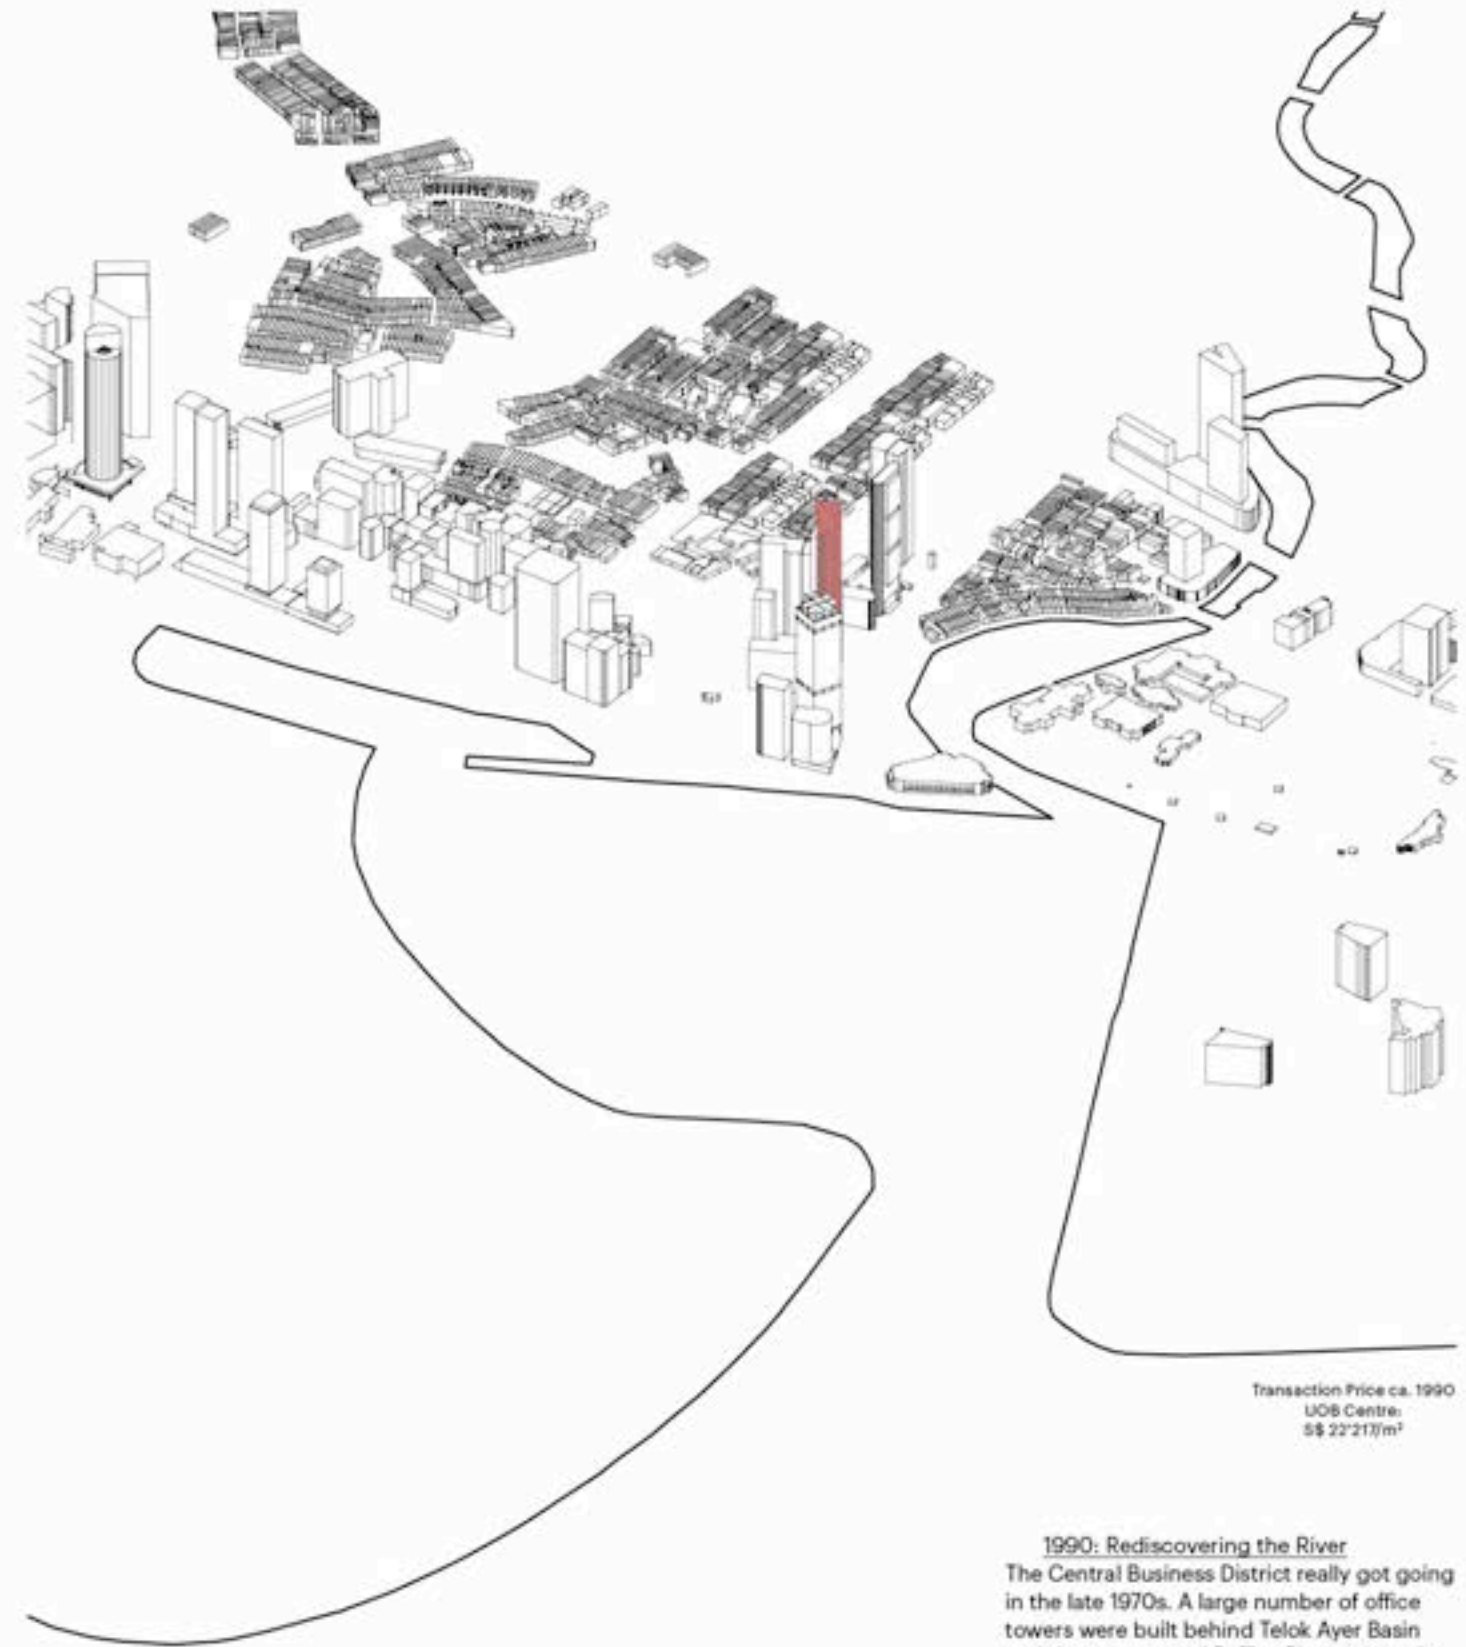 Transaction Price ca. 1990
UOB Centre:
S$ 22'217/m²
1990: Rediscovering the River
The Central Business District really got going
in the late 1970s. A large number of office
towers were built behind Telok Ayer Basin